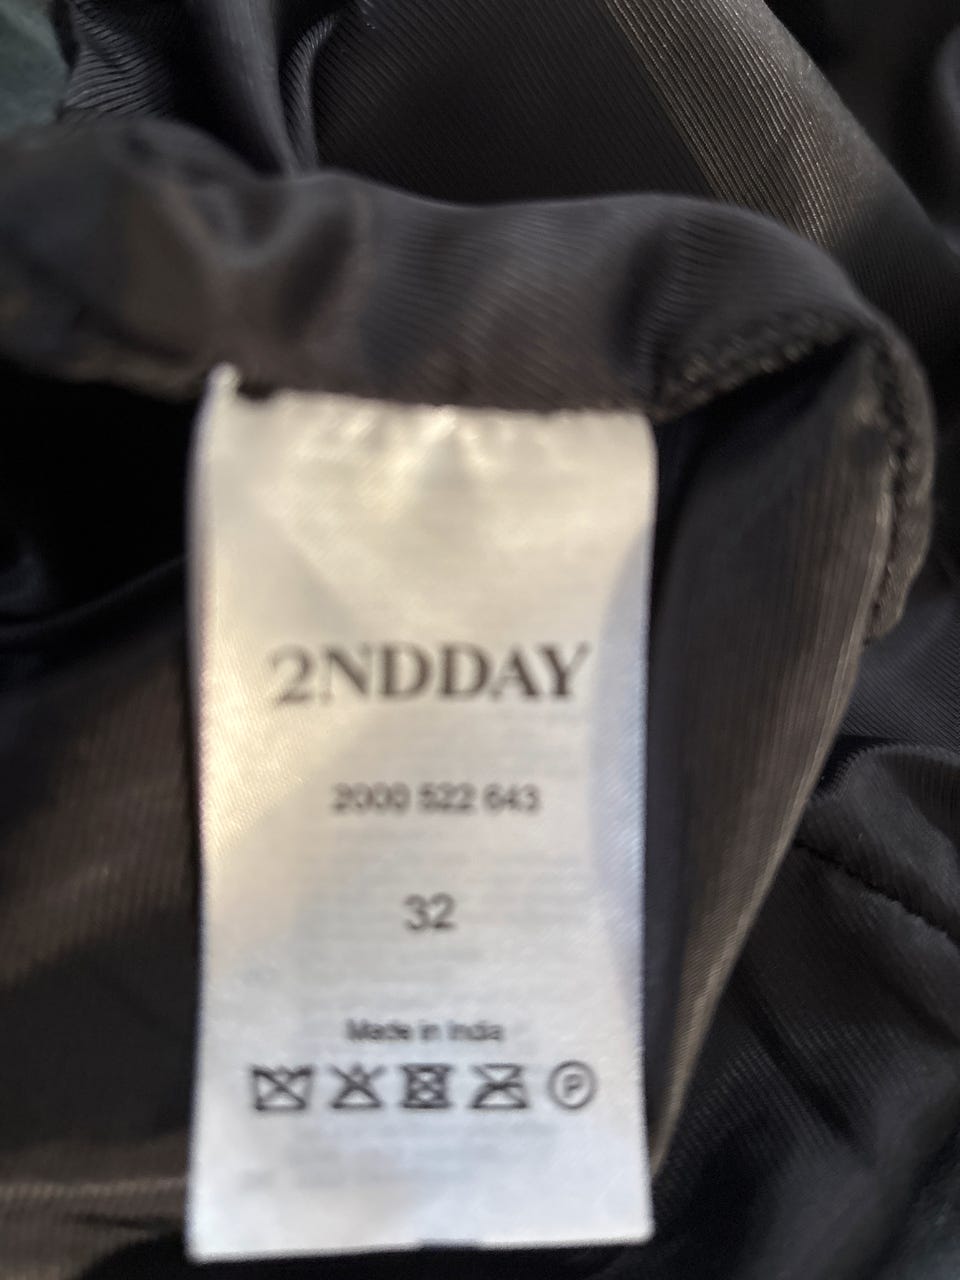 2NDDAY
2000 522 643
32
Made in India
P